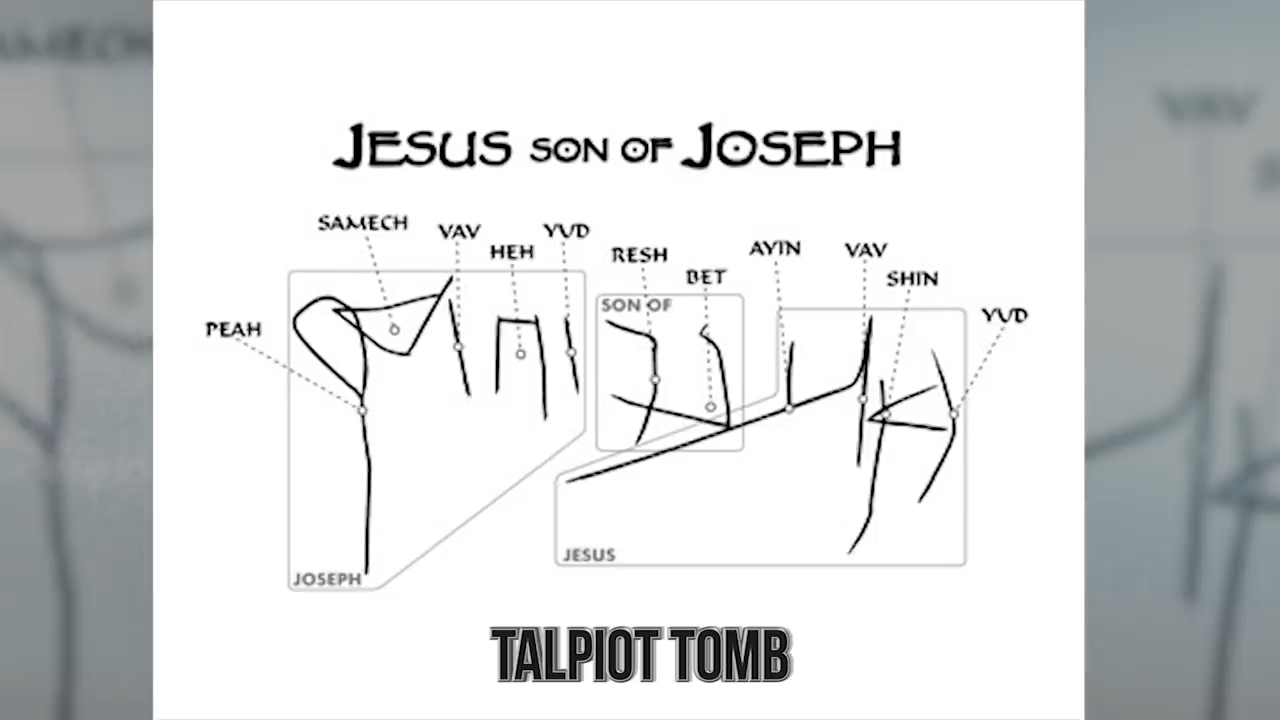 JESUS SON OF JOSEPH
SAMECH
VAV
HEH
YUD
RESH
BET
AYIN
VAV
SHIN
YUD
PEAH
SON OF
JOSEPH
JESUS
TALPIOT TOMB
VAV